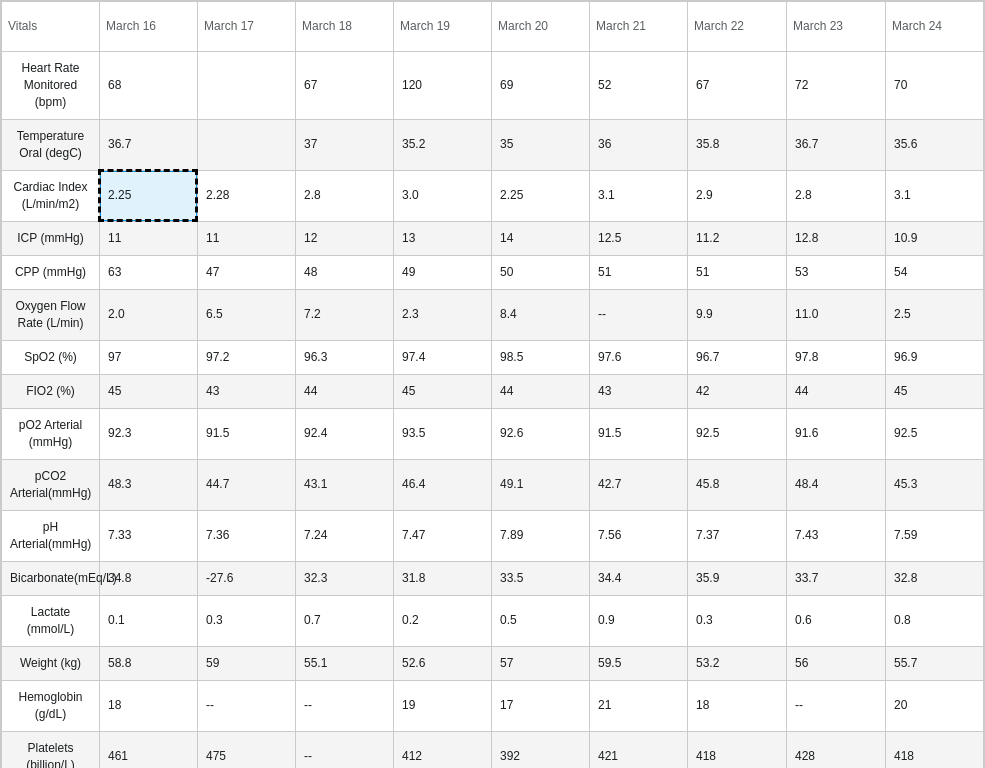 Vitals March 16 March 17 March 18 March 19 March 20 March 21 March 22 March 23 March 24
Heart Rate
Monitored
(bpm)
68 67 120 69 52 67 72 70
Temperature
Oral (degC)
36.7 37 35.2 35 36 35.8 36.7 35.6
Cardiac Index
(L/min/m2)
2.25 2.28 2.8 3.0 2.25 3.1 2.9 2.8 3.1
ICP (mmHg) 11 11 12 13 14 12.5 11.2 12.8 10.9
CPP (mmHg) 63 47 48 49 50 51 51 53 54
Oxygen Flow
Rate (L/min)
2.0 6.5 7.2 2.3 8.4 -- 9.9 11.0 2.5
SpO2 (%) 97 97.2 96.3 97.4 98.5 97.6 96.7 97.8 96.9
FIO2 (%) 45 43 44 45 44 43 42 44 45
pO2 Arterial
(mmHg)
92.3 91.5 92.4 93.5 92.6 91.5 92.5 91.6 92.5
pCO2
Arterial(mmHg)
48.3 44.7 43.1 46.4 49.1 42.7 45.8 48.4 45.3
pH
Arterial(mmHg)
7.33 7.36 7.24 7.47 7.89 7.56 7.37 7.43 7.59
Bicarbonate(mEq/L) 34.8 -27.6 32.3 31.8 33.5 34.4 35.9 33.7 32.8
Lactate
(mmol/L)
0.1 0.3 0.7 0.2 0.5 0.9 0.3 0.6 0.8
Weight (kg) 58.8 59 55.1 52.6 57 59.5 53.2 56 55.7
Hemoglobin
(g/dL)
18 -- -- 19 17 21 18 -- 20
Platelets
(billion/L)
461 475 -- 412 392 421 418 428 418